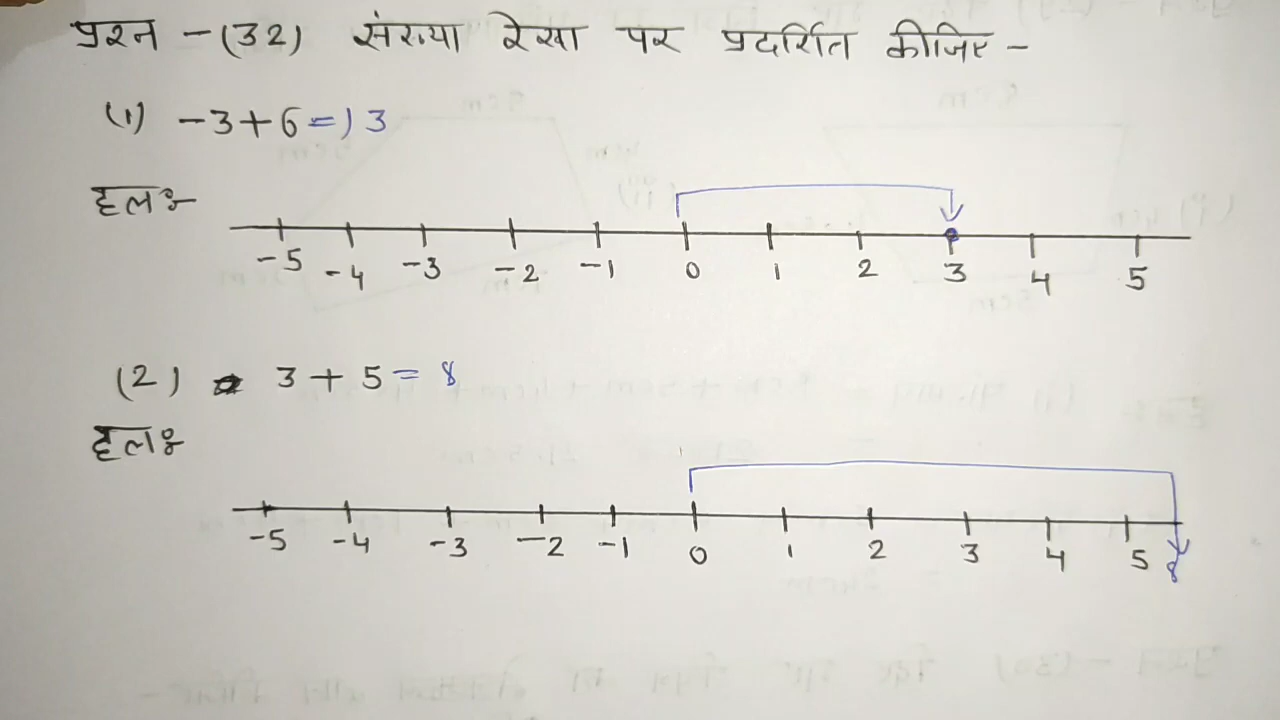 प्रश्न -(32) संख्या रेखा पर प्रदर्शित कीजिए -
(1) -3+6=) 3
हलः-
-5 -4 -3 -2 -1 0 1 2 3 4 5
(2) 3+5=8
हलः-
-5 -4 -3 -2 -1 0 1 2 3 4 5 8